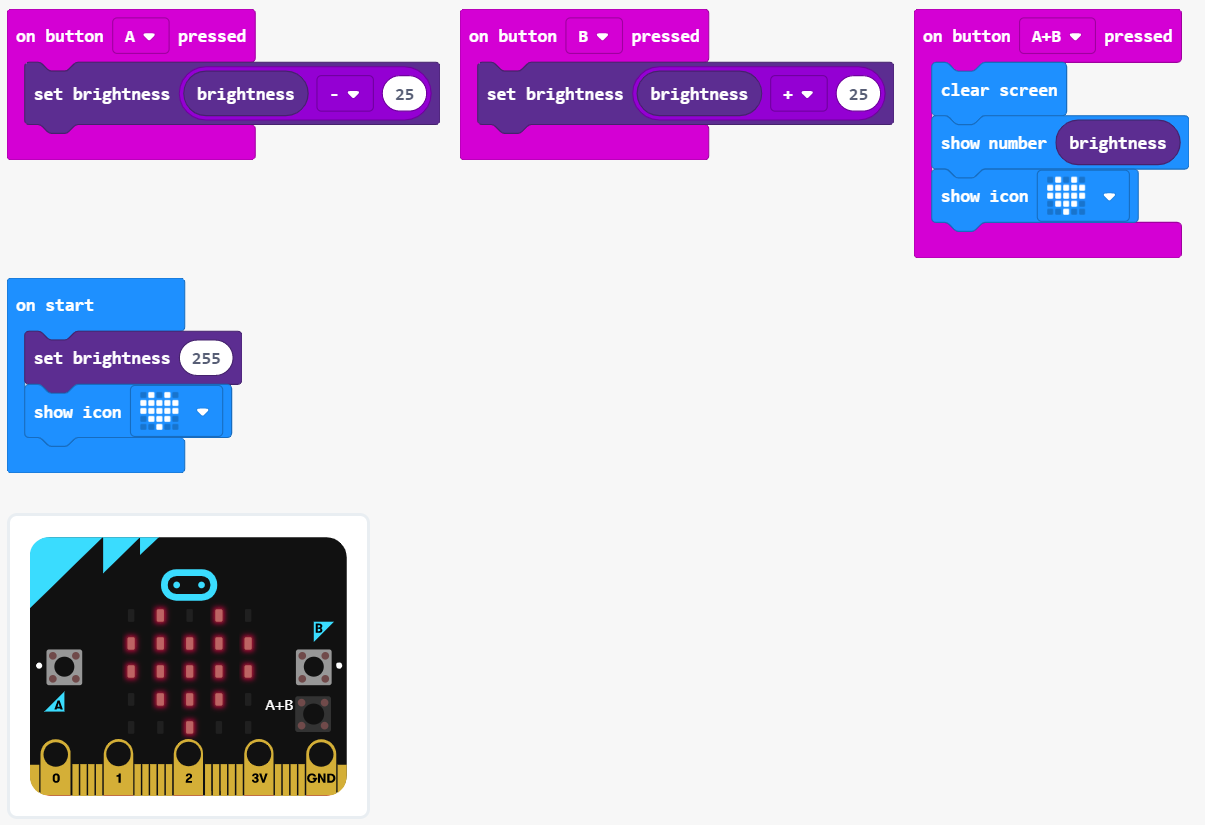 on button A pressed
set brightness brightness - 25
on button B pressed
set brightness brightness + 25
on button A+B pressed
clear screen
show number brightness
show icon
on start
set brightness 255
show icon
B
A
A+B
0 1 2 3V GND